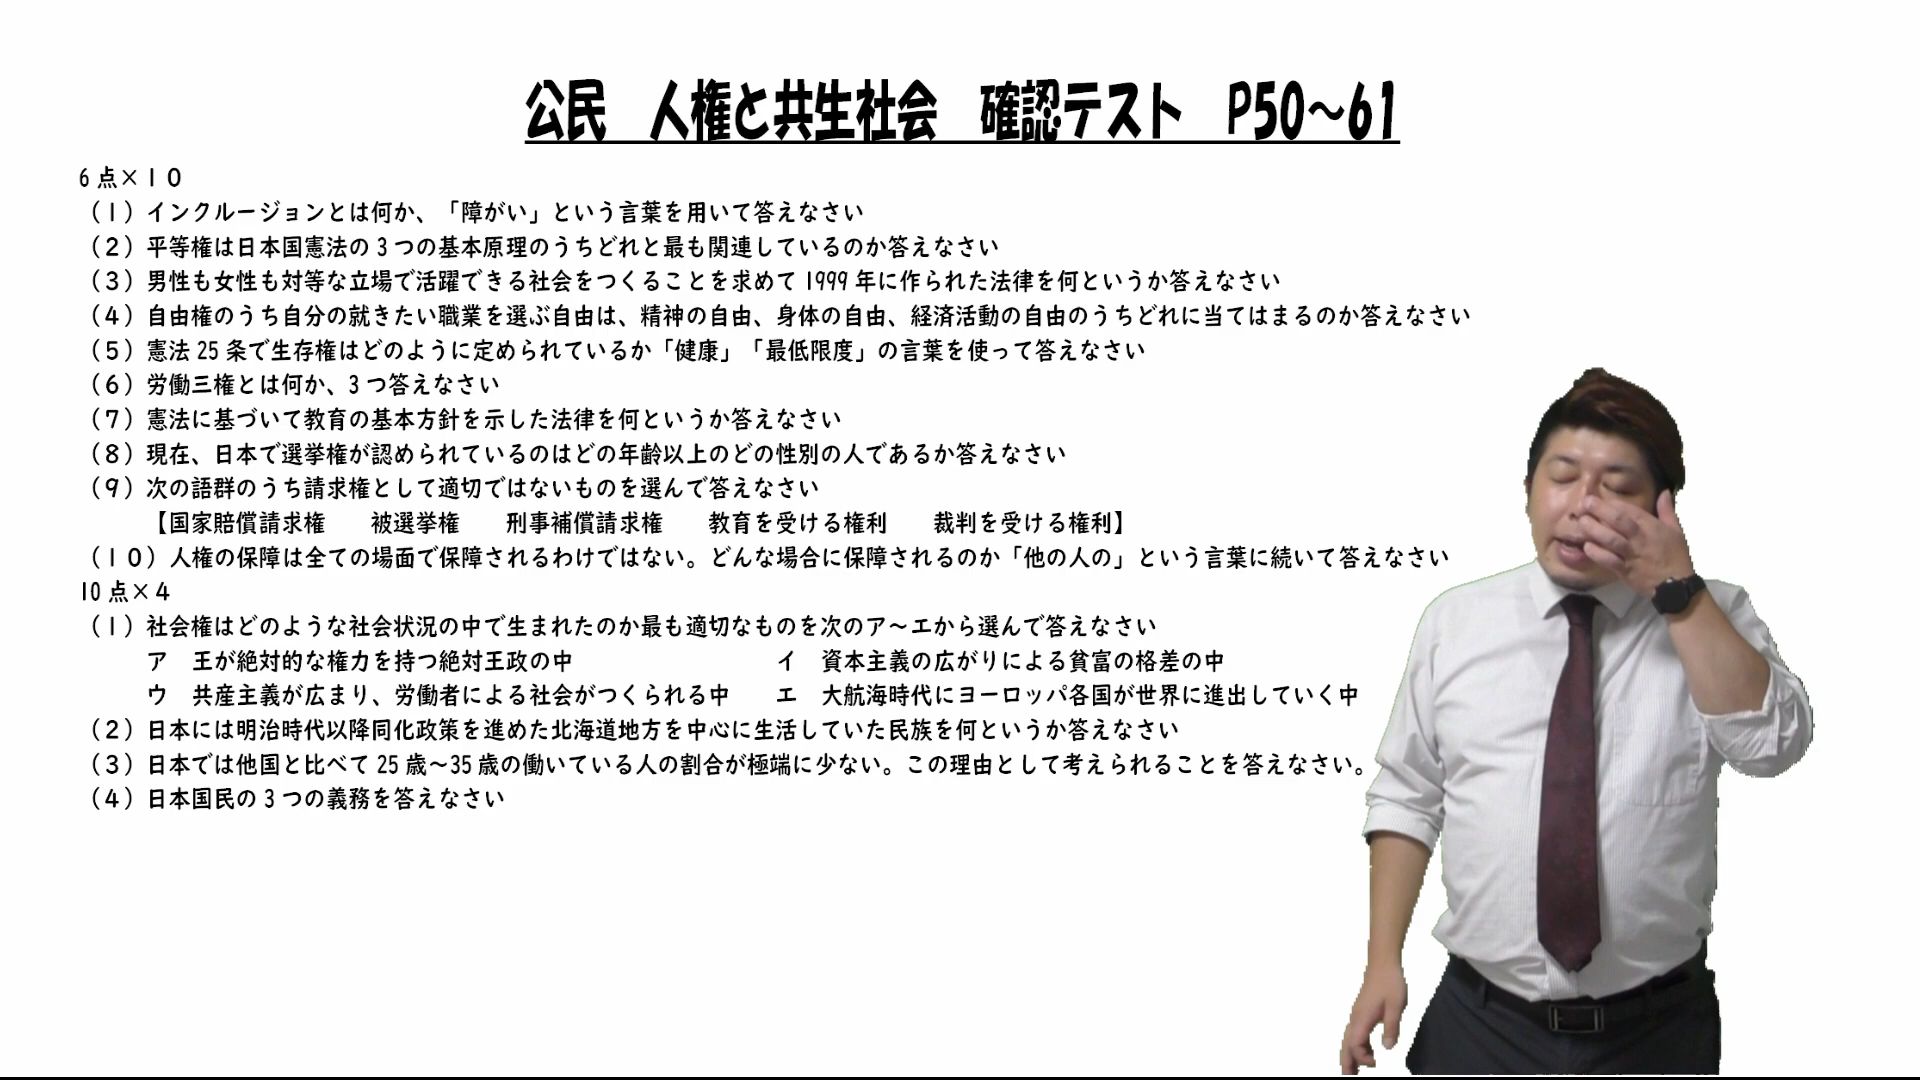 公民　人権と共生社会　確認テスト　P50～61
6点×１０
（１）インクルージョンとは何か、「障がい」という言葉を用いて答えなさい
（２）平等権は日本国憲法の３つの基本原理のうちどれと最も関連しているのか答えなさい
（３）男性も女性も対等な立場で活躍できる社会をつくることを求めて1999年に作られた法律を何というか答えなさい
（４）自由権のうち自分の就きたい職業を選ぶ自由は、精神の自由、身体の自由、経済活動の自由のうちどれに当てはまるのか答えなさい
（５）憲法25条で生存権はどのように定められているか「健康」「最低限度」の言葉を使って答えなさい
（６）労働三権とは何か、３つ答えなさい
（７）憲法に基づいて教育の基本方針を示した法律を何というか答えなさい
（８）現在、日本で選挙権が認められているのはどの年齢以上のどの性別の人であるか答えなさい
（９）次の語群のうち請求権として適切ではないものを選んで答えなさい
【国家賠償請求権　　被選挙権　　刑事補償請求権　　教育を受ける権利　　裁判を受ける権利】
（１０）人権の保障は全ての場面で保障されるわけではない。どんな場合に保障されるのか「他の人の」という言葉に続いて答えなさい
10点×４
（１）社会権はどのような社会状況の中で生まれたのか最も適切なものを次のア～エから選んで答えなさい
ア　王が絶対的な権力を持つ絶対王政の中　　イ　資本主義の広がりによる貧富の格差の中
ウ　共産主義が広まり、労働者による社会がつくられる中　　エ　大航海時代にヨーロッパ各国が世界に進出していく中
（２）日本には明治時代以降同化政策を進めた北海道地方を中心に生活していた民族を何というか答えなさい
（３）日本では他国と比べて25歳～35歳の働いている人の割合が極端に少ない。この理由として考えられることを答えなさい。
（４）日本国民の３つの義務を答えなさい